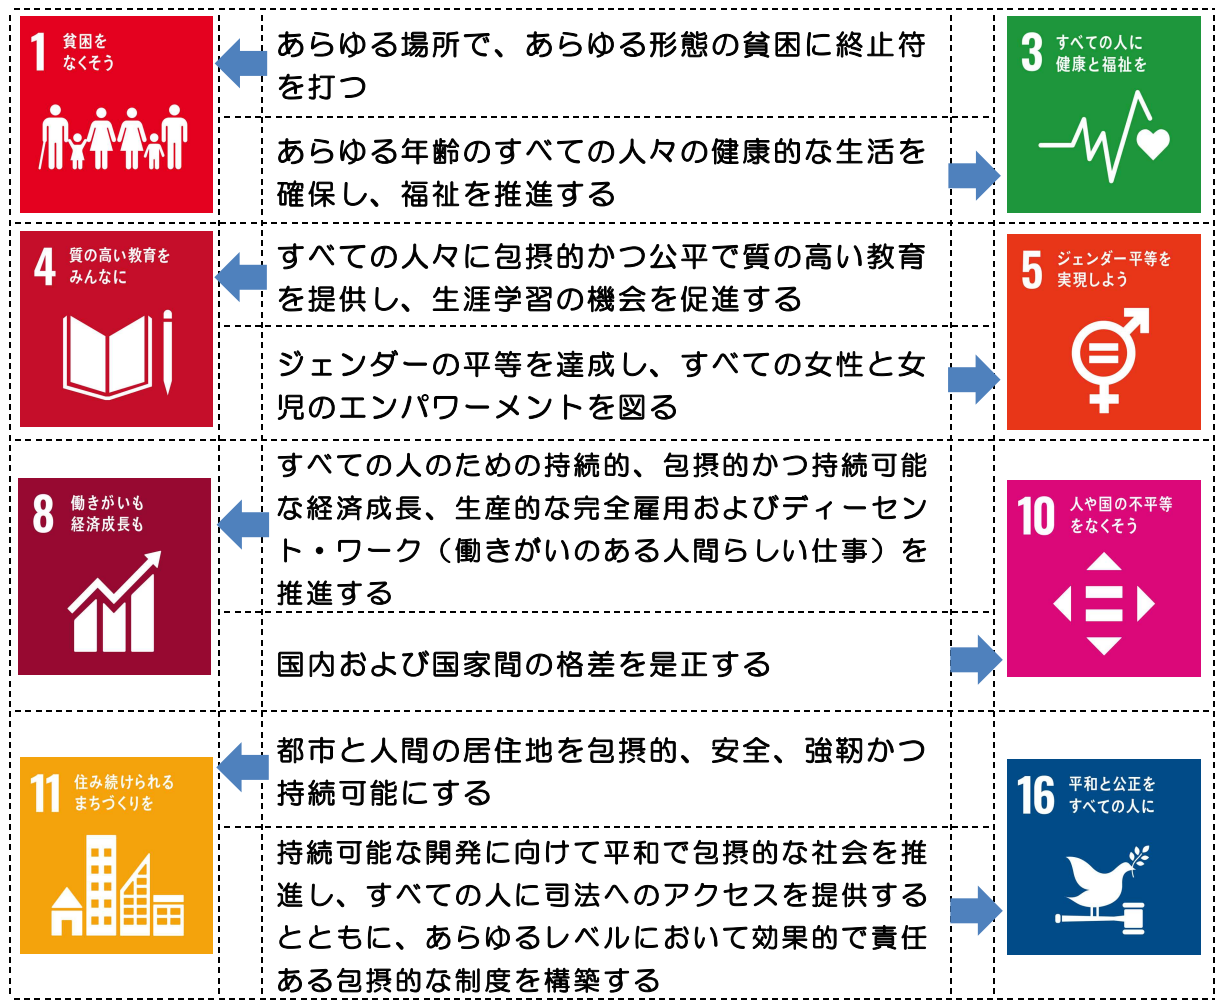 1
貧困を
なくそう
あらゆる場所で、あらゆる形態の貧困に終止符
を打つ
3
すべての人に
健康と福祉を
あらゆる年齢のすべての人々の健康的な生活を
確保し、福祉を推進する
4
質の高い教育を
みんなに
すべての人々に包摂的かつ公平で質の高い教育
を提供し、生涯学習の機会を促進する
5
ジェンダー平等を
実現しよう
ジェンダーの平等を達成し、すべての女性と女
児のエンパワーメントを図る
8
働きがいも
経済成長も
すべての人のための持続的、包摂的かつ持続可能
な経済成長、生産的な完全雇用およびディーセン
ト・ワーク（働きがいのある人間らしい仕事）を
推進する
10
人や国の不平等
をなくそう
国内および国家間の格差を是正する
11
住み続けられる
まちづくりを
都市と人間の居住地を包摂的、安全、強靭かつ
持続可能にする
16
平和と公正を
すべての人に
持続可能な開発に向けて平和で包摂的な社会を推
進し、すべての人に司法へのアクセスを提供する
とともに、あらゆるレベルにおいて効果的で責任
ある包摂的な制度を構築する